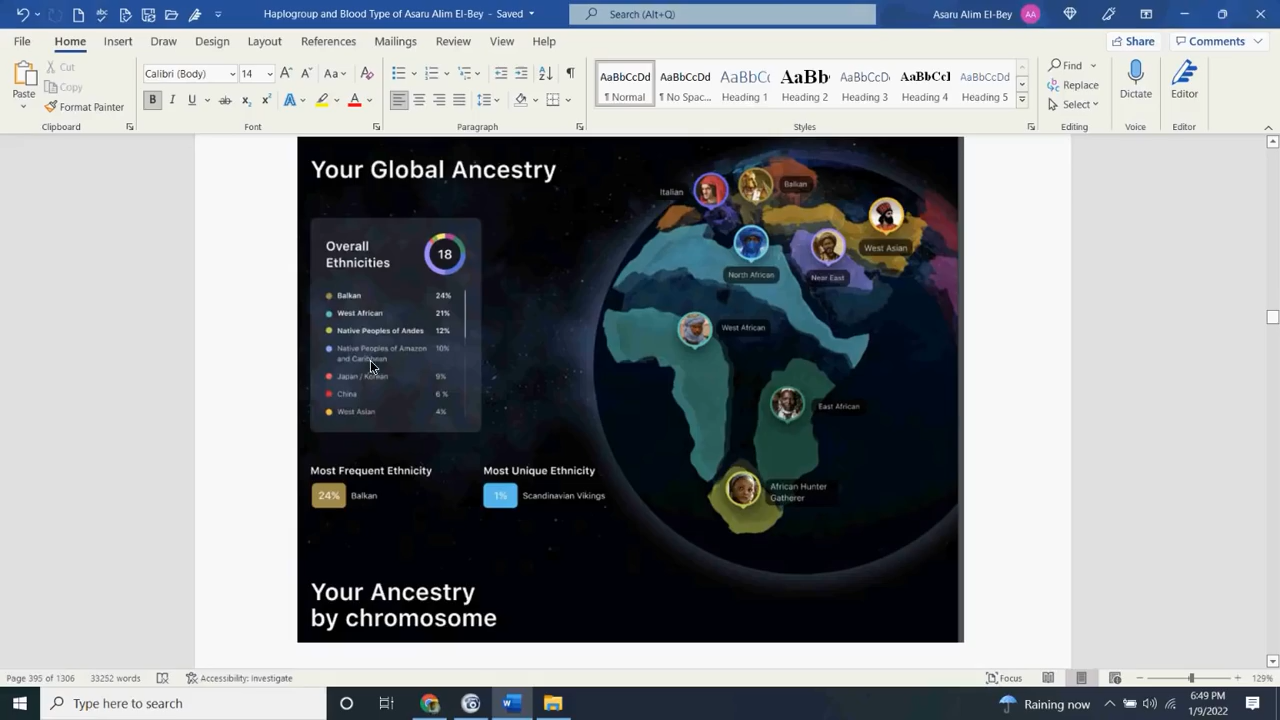 Haplogroup and Blood Type of Asaru Alim El-Bey - Saved
Search (Alt+Q)
Asaru Alim El-Bey
AA
File Home Insert Draw Design Layout References Mailings Review View Help
Share
Comments
Paste
Cut
Copy
Format Painter
Clipboard
Calibri (Body) 14
Font
Paragraph
AaBbCcDd
¶ Normal
AaBbCcDd
¶ No Spac...
AaBbCc
Heading 1
AaBb
Heading 2
AaBbCcD
Heading 3
AaBbCcI
Heading 4
AaBbCcDd
Heading 5
Styles
Find
Replace
Select
Editing
Dictate
Voice
Editor
Editor
Your Global Ancestry
Overall
Ethnicities
18
Balkan 24%
West African 21%
Native Peoples of Andes 12%
Native Peoples of Amazon
and Caribbean
10%
Japan / Korean 9%
China 6 %
West Asian 4%
Most Frequent Ethnicity
24% Balkan
Most Unique Ethnicity
1% Scandinavian Vikings
Italian
Balkan
West Asian
North African
Near East
West African
East African
African Hunter
Gatherer
Your Ancestry
by chromosome
Page 395 of 1306 33252 words Accessibility: Investigate
Focus
129%
Type here to search
Raining now
6:49 PM
1/9/2022